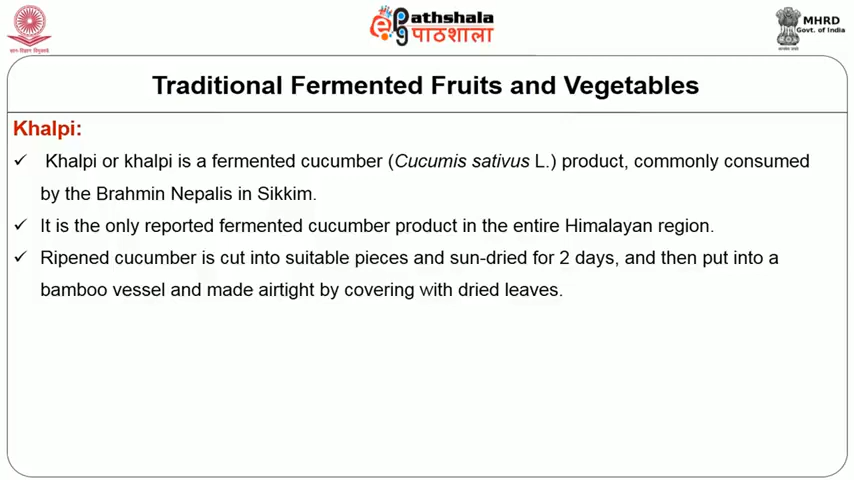 ePathshala
पाठशाला
MHRD
Govt. of India
Traditional Fermented Fruits and Vegetables
Khalpi:
✓ Khalpi or khalpi is a fermented cucumber (Cucumis sativus L.) product, commonly consumed
by the Brahmin Nepalis in Sikkim.
✓ It is the only reported fermented cucumber product in the entire Himalayan region.
✓ Ripened cucumber is cut into suitable pieces and sun-dried for 2 days, and then put into a
bamboo vessel and made airtight by covering with dried leaves.